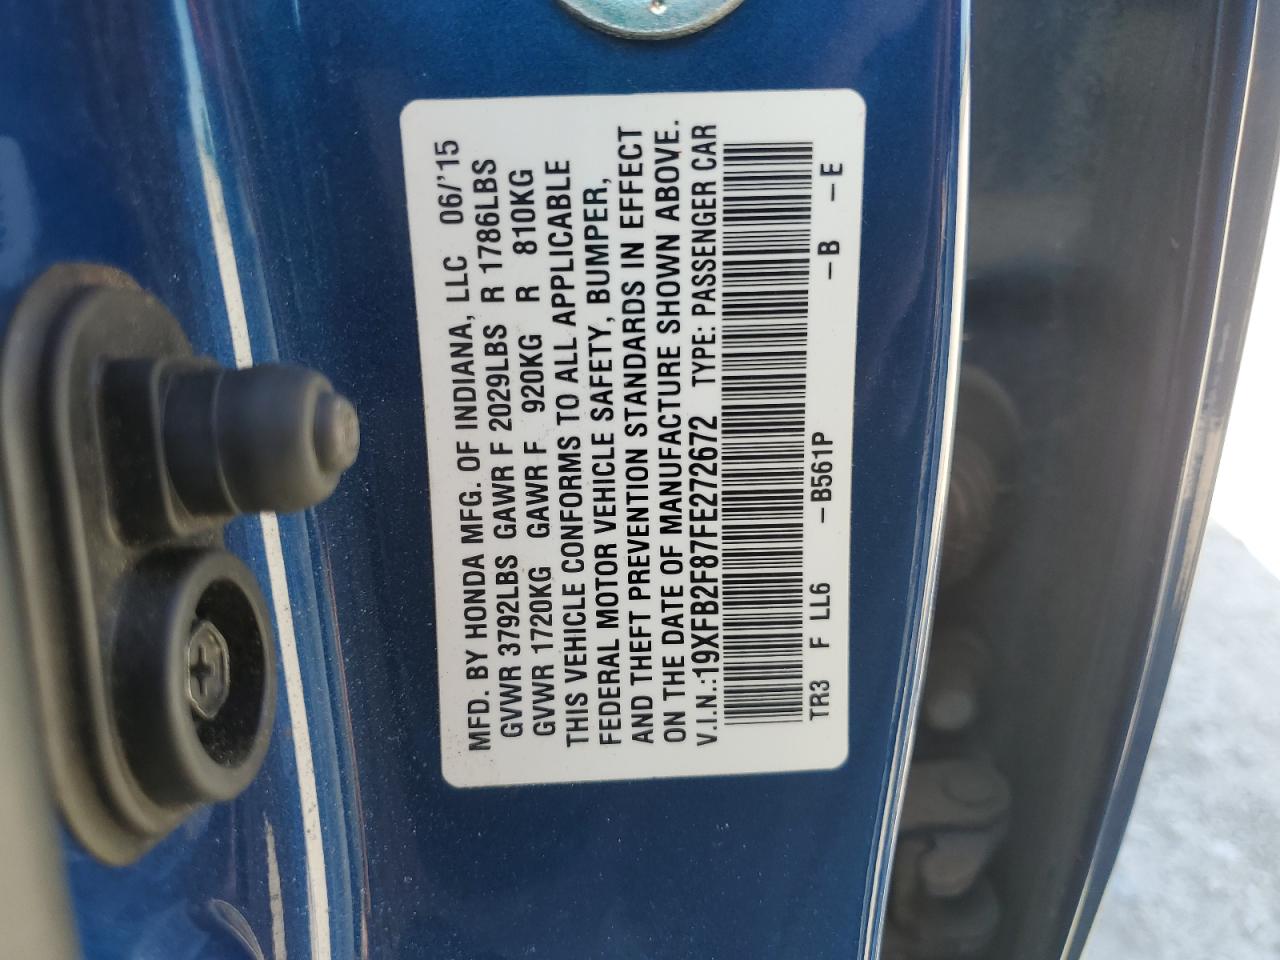 MFD. BY HONDA MFG. OF INDIANA, LLC 06/'15
GVWR 3792LBS GAWR F 2029LBS R 1786LBS
GVWR 1720KG GAWR F 920KG R 810KG
THIS VEHICLE CONFORMS TO ALL APPLICABLE
FEDERAL MOTOR VEHICLE SAFETY, BUMPER,
AND THEFT PREVENTION STANDARDS IN EFFECT
ON THE DATE OF MANUFACTURE SHOWN ABOVE.
V.I.N.:19XFB2F87FE272672 TYPE: PASSENGER CAR
TR3 F LL6 –B561P –B –E